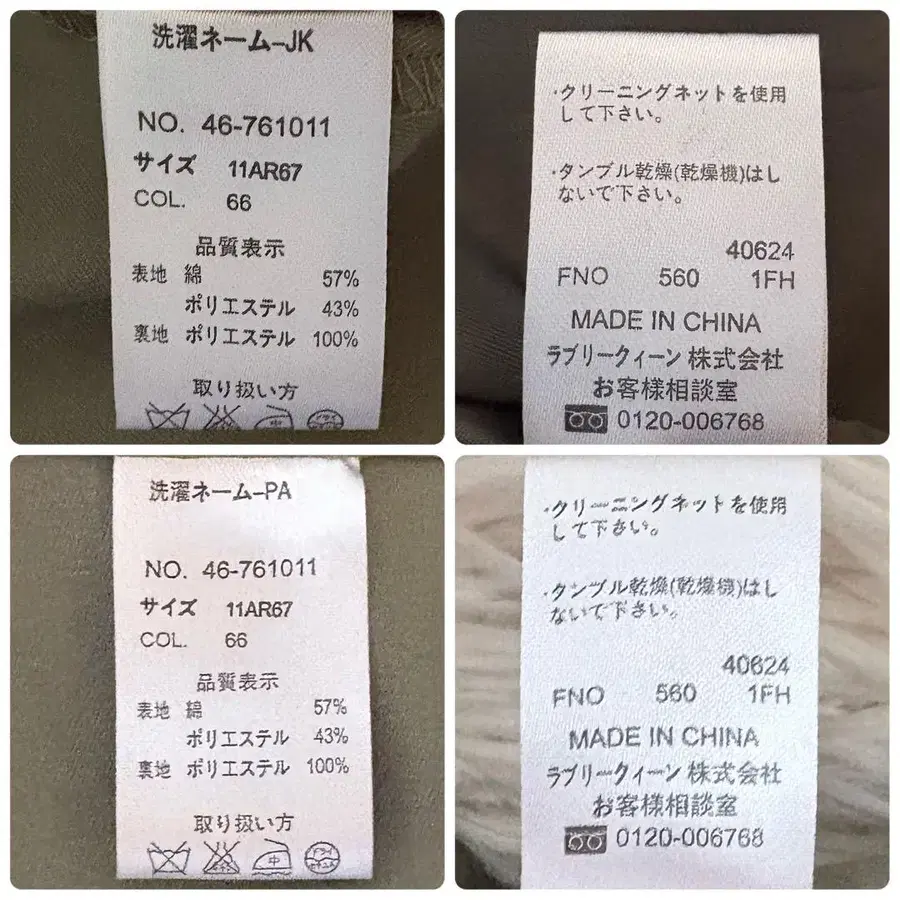 洗濯ネーム-JK
NO. 46-761011
サイズ 11AR67
COL. 66
品質表示
表地 綿 57%
ポリエステル 43%
裏地 ポリエステル 100%
取り扱い方
中
・クリーニングネットを使用
して下さい。
・タンブル乾燥(乾燥機)はし
ないで下さい。
40624
FNO 560 1FH
MADE IN CHINA
ラブリークィーン株式会社
お客様相談室
0120-006768
洗濯ネーム-PA
NO. 46-761011
サイズ 11AR67
COL. 66
品質表示
表地 綿 57%
ポリエステル 43%
裏地 ポリエステル 100%
取り扱い方
中 ドライ
・クリーニングネットを使用
して下さい。
・タンブル乾燥(乾燥機)はし
ないで下さい。
40624
FNO 560 1FH
MADE IN CHINA
ラブリークィーン株式会社
お客様相談室
0120-006768